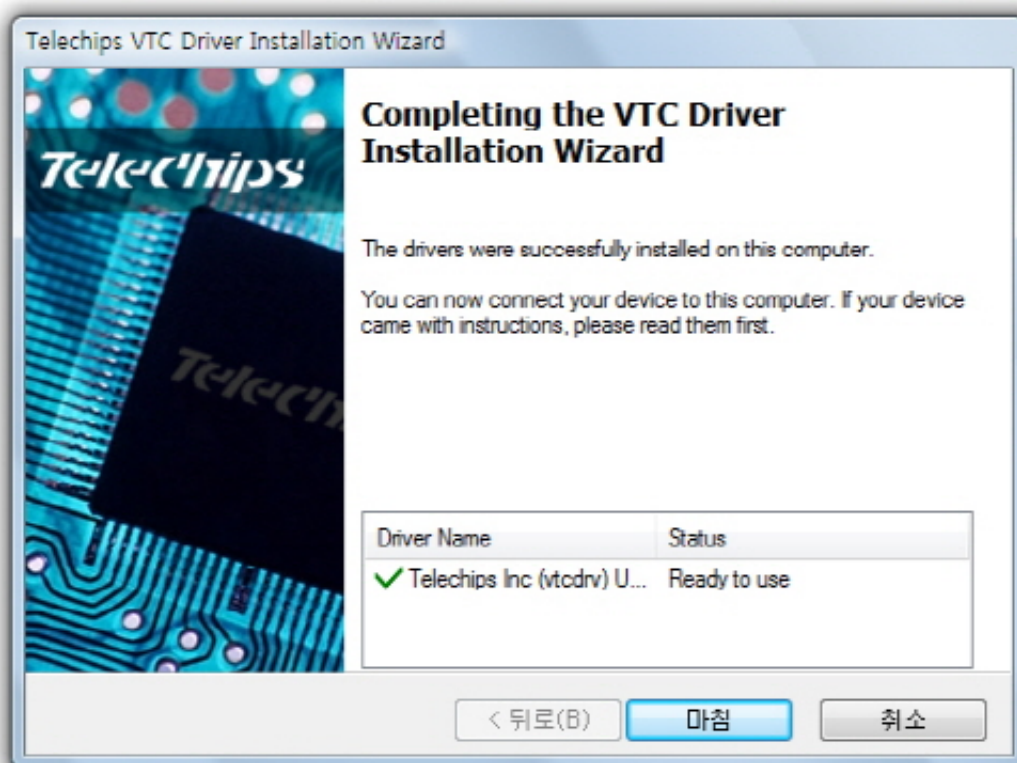 Telechips VTC Driver Installation Wizard
Telechips
Completing the VTC Driver
Installation Wizard
The drivers were successfully installed on this computer.
You can now connect your device to this computer. If your device
came with instructions, please read them first.
Telech
Driver Name Status
Telechips Inc (vtcdrv) U... Ready to use
< 뒤로(B) 마침 취소